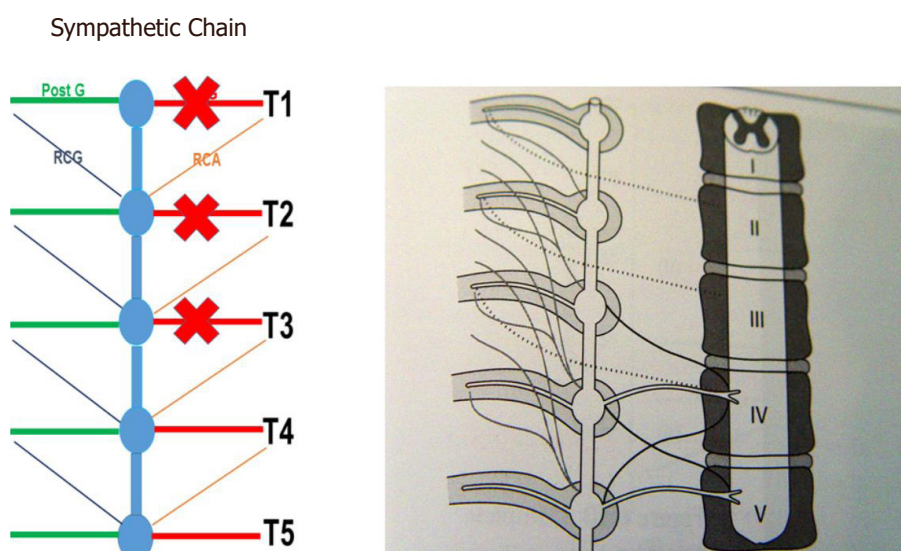 Sympathetic Chain
Post G
T1
RCG
RCA
T2
T3
T4
T5
I
II
III
IV
V